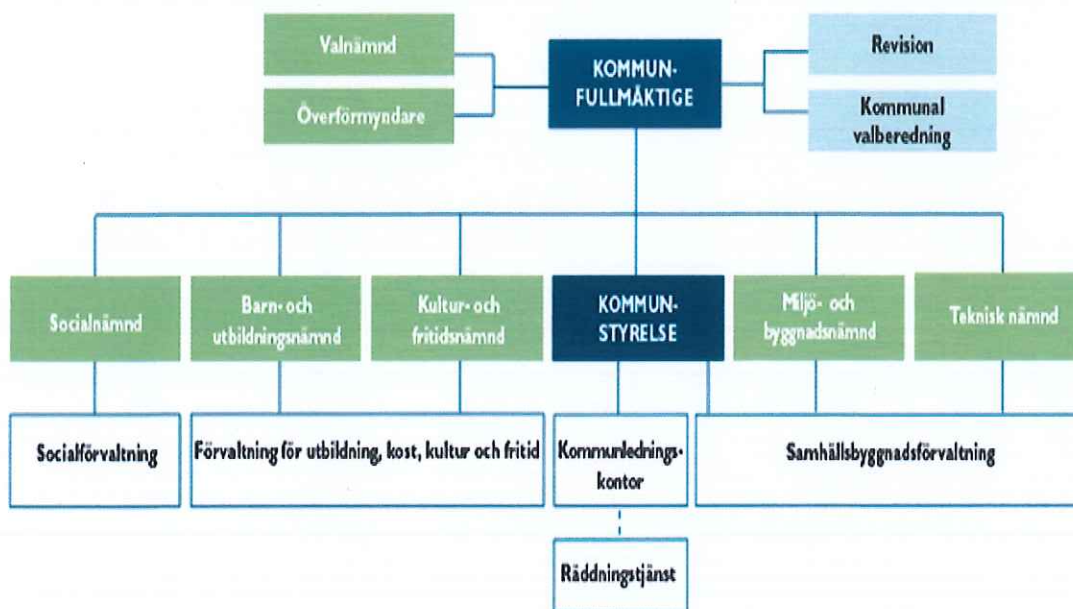 Valnämnd
Överförmyndare
KOMMUN-
FULLMÄKTIGE
Revision
Kommunal
valberedning
Socialnämnd
Barn- och
utbildningsnämnd
Kultur- och
fritidsnämnd
KOMMUN-
STYRELSE
Miljö- och
byggnadsnämnd
Teknisk nämnd
Socialförvaltning
Förvaltning för utbildning, kost, kultur och fritid
Kommunlednings-
kontor
Samhällsbyggnadsförvaltning
Räddningstjänst